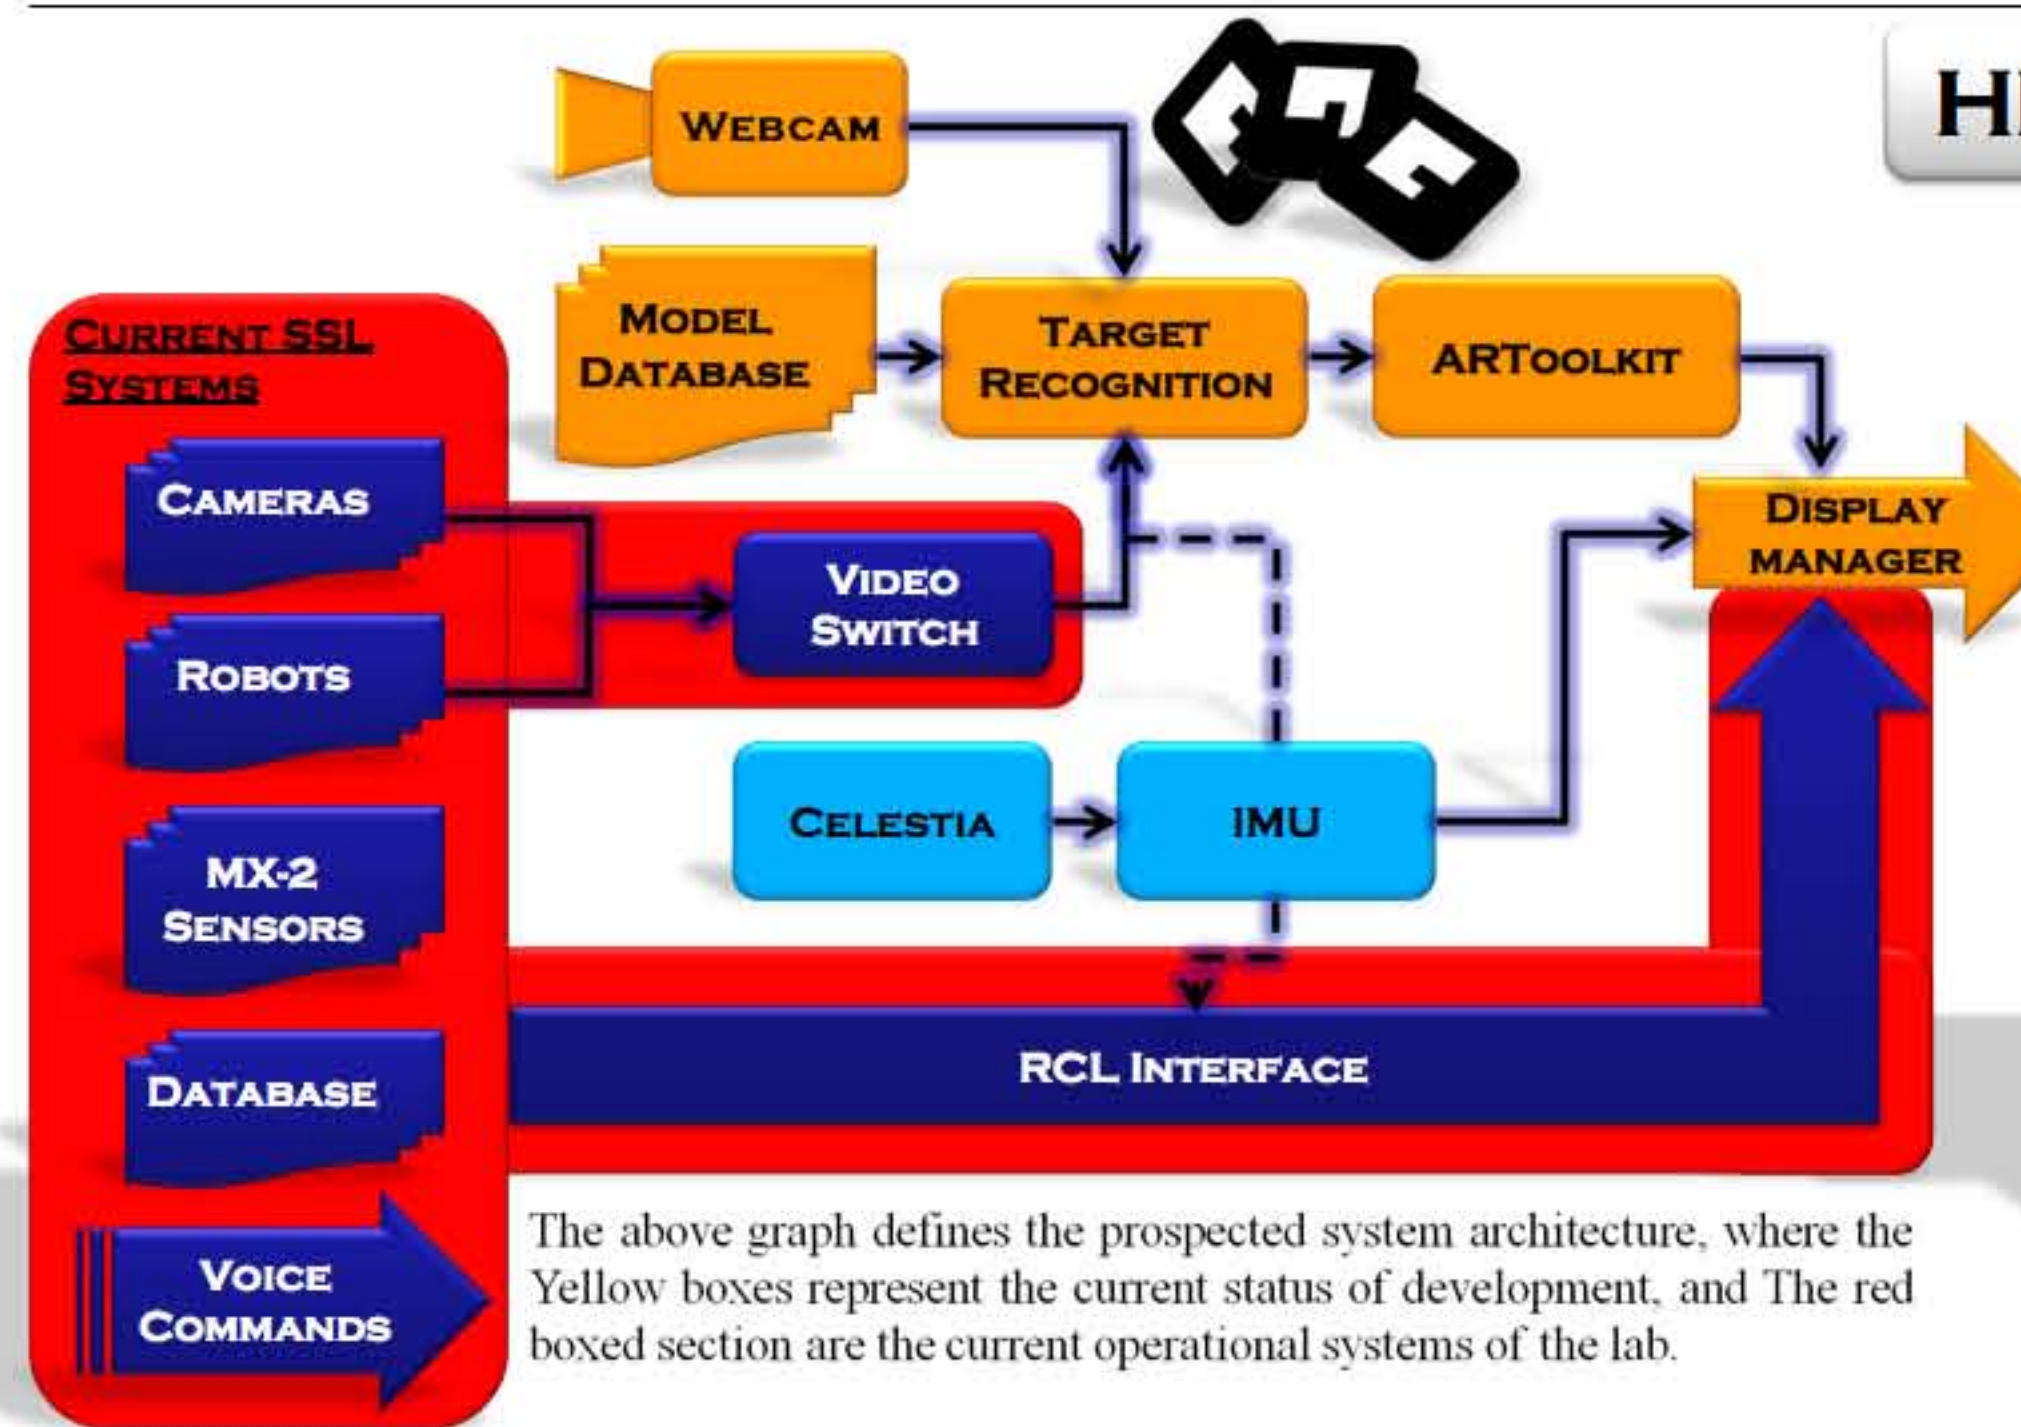 WEBCAM
H
MODEL
DATABASE
TARGET
RECOGNITION
ARTOOLKIT
CURRENT SSL
SYSTEMS
CAMERAS
VIDEO
SWITCH
DISPLAY
MANAGER
ROBOTS
CELESTIA
IMU
MX-2
SENSORS
RCL INTERFACE
DATABASE
VOICE
COMMANDS
The above graph defines the prospected system architecture, where the
Yellow boxes represent the current status of development, and The red
boxed section are the current operational systems of the lab.